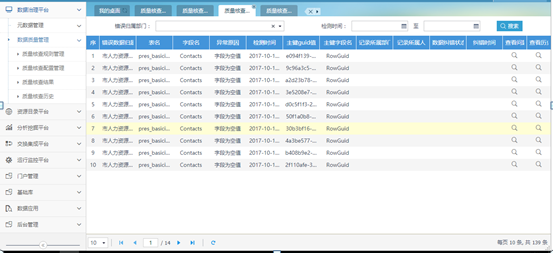 数据治理平台
元数据管理
数据质量管理
质量核查规则管理
质量核查配置管理
质量核查结果
质量核查历史
资源目录平台
分析挖掘平台
交换集成平台
运行监控平台
门户管理
基础库
数据应用
后台管理
我的桌面 质量核查... 质量核查... 质量核查... 质量核查...
错误归属部门： 检测时间： 至 搜索
序 错误数据归属 表名 字段名 异常原因 检测时间 主键guid值 主键字段名 记录所属部门 记录所属人 数据纠错状态 纠错时间 查看问题 查看历史
1 市人力资源... pres_basici... Contacts 字段为空值 2017-10-1... e094f139... RowGuid
2 市人力资源... pres_basici... Contacts 字段为空值 2017-10-1... 9c96a3c5-... RowGuid
3 市人力资源... pres_basici... Contacts 字段为空值 2017-10-1... a2d23b78-... RowGuid
4 市人力资源... pres_basici... Contacts 字段为空值 2017-10-1... 3e5208e7-... RowGuid
5 市人力资源... pres_basici... Contacts 字段为空值 2017-10-1... d0c5f1f3-2... RowGuid
6 市人力资源... pres_basici... Contacts 字段为空值 2017-10-1... 50f1a0b8-... RowGuid
7 市人力资源... pres_basici... Contacts 字段为空值 2017-10-1... 30b3bf16-... RowGuid
8 市人力资源... pres_basici... Contacts 字段为空值 2017-10-1... 4a3be577-... RowGuid
9 市人力资源... pres_basici... Contacts 字段为空值 2017-10-1... b408b9e2-... RowGuid
10 市人力资源... pres_basici... Contacts 字段为空值 2017-10-1... 2f110afe-3... RowGuid
10 1 / 14 每页 10 条, 共 139 条